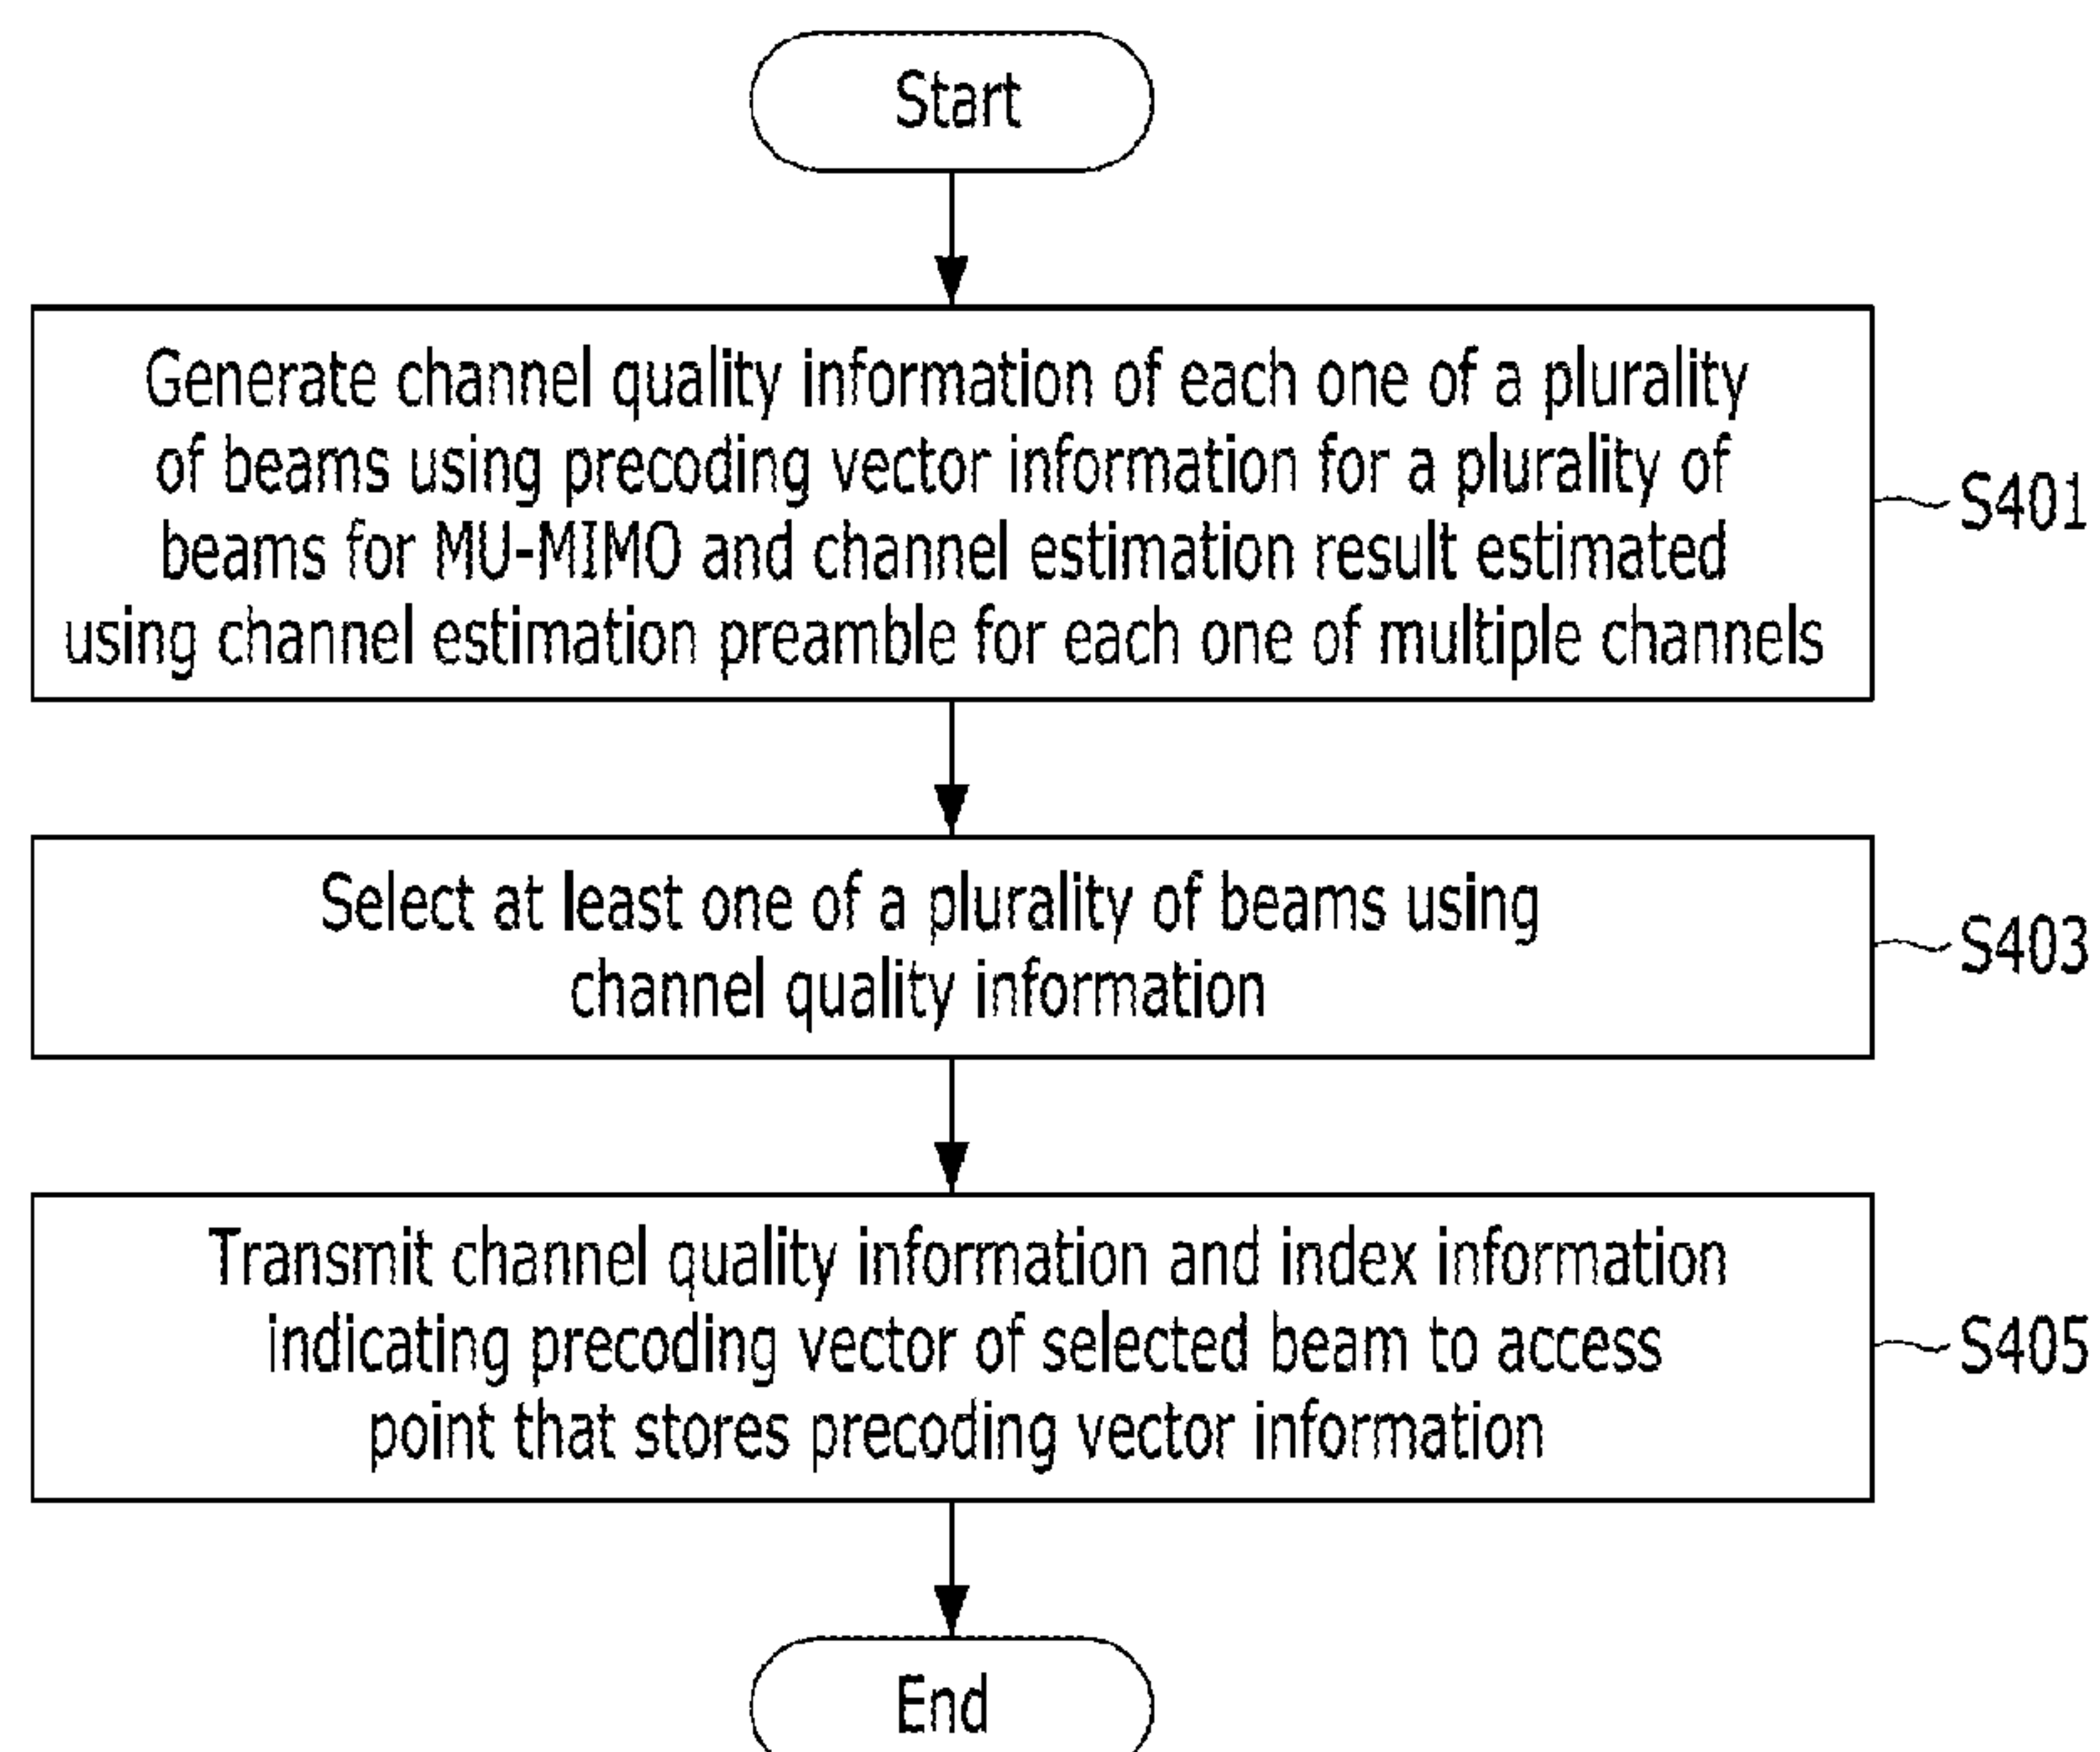 Start
Generate channel quality information of each one of a plurality
of beams using precoding vector information for a plurality of
beams for MU-MIMO and channel estimation result estimated
using channel estimation preamble for each one of multiple channels
S401
Select at least one of a plurality of beams using
channel quality information
S403
Transmit channel quality information and index information
indicating precoding vector of selected beam to access
point that stores precoding vector information
S405
End